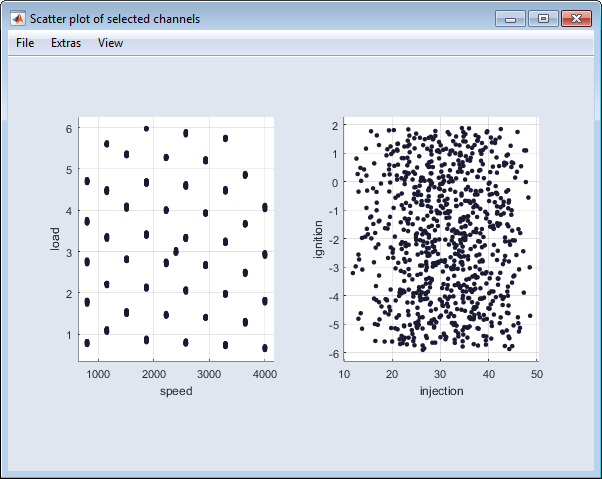 Scatter plot of selected channels
File Extras View
6
5
4
3
2
1
load
1000 2000 3000 4000
speed
2
1
0
-1
-2
-3
-4
-5
-6
ignition
10 20 30 40 50
injection